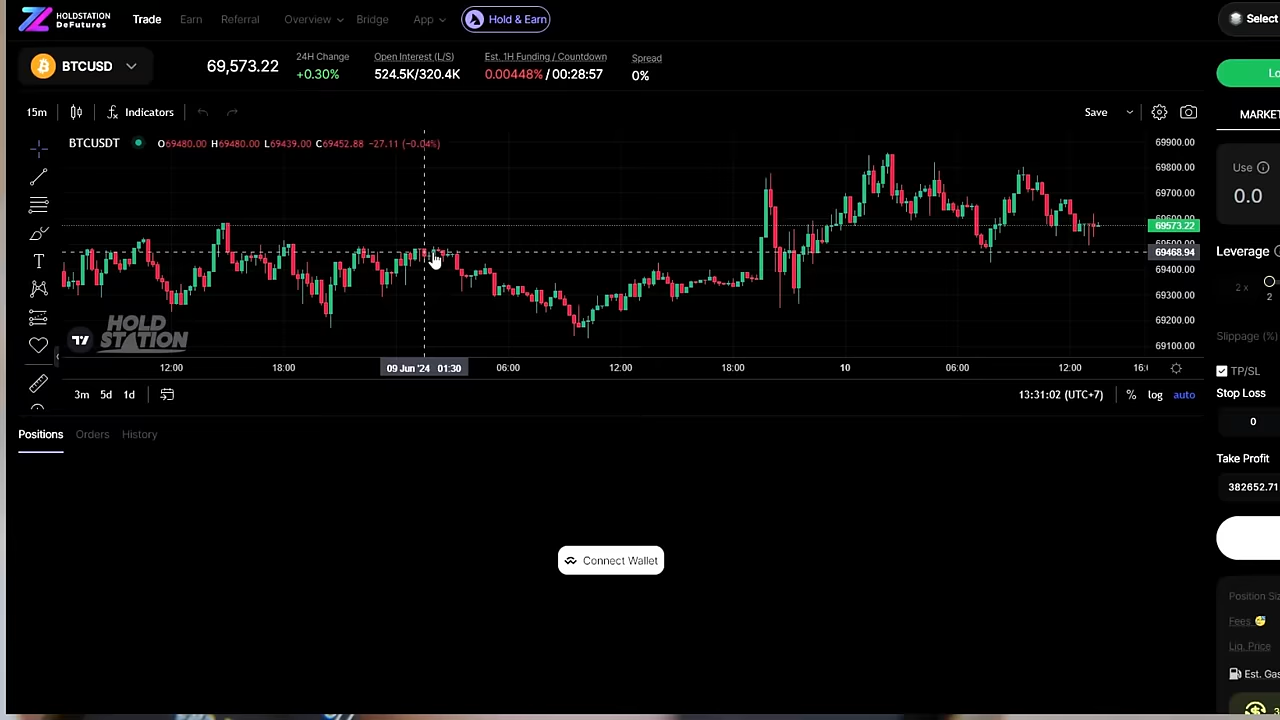 HOLDSTATION
DeFutures
Trade
Earn
Referral
Overview
Bridge
App
Hold & Earn
Select
BTCUSD
69,573.22
24H Change
+0.30%
Open Interest (L/S)
524.5K/320.4K
Est. 1H Funding / Countdown
0.00448% / 00:28:57
Spread
0%
Lo
15m
Indicators
Save
MARKET
BTCUSDT
O69480.00 H69480.00 L69439.00 C69452.88 -27.11 (-0.04%)
69900.00
69800.00
69700.00
69600.00
69573.22
69500.00
69468.94
69400.00
69300.00
69200.00
69100.00
Use
0.0
Leverage
2 x
2
Slippage (%)
TP/SL
Stop Loss
0
Take Profit
382652.71
HOLD
STATION
12:00
18:00
09 Jun '24 01:30
06:00
12:00
18:00
10
06:00
12:00
16:
3m
5d
1d
13:31:02 (UTC+7)
%
log
auto
Positions
Orders
History
Connect Wallet
Position Siz
Fees
Liq. Price
Est. Gas
3